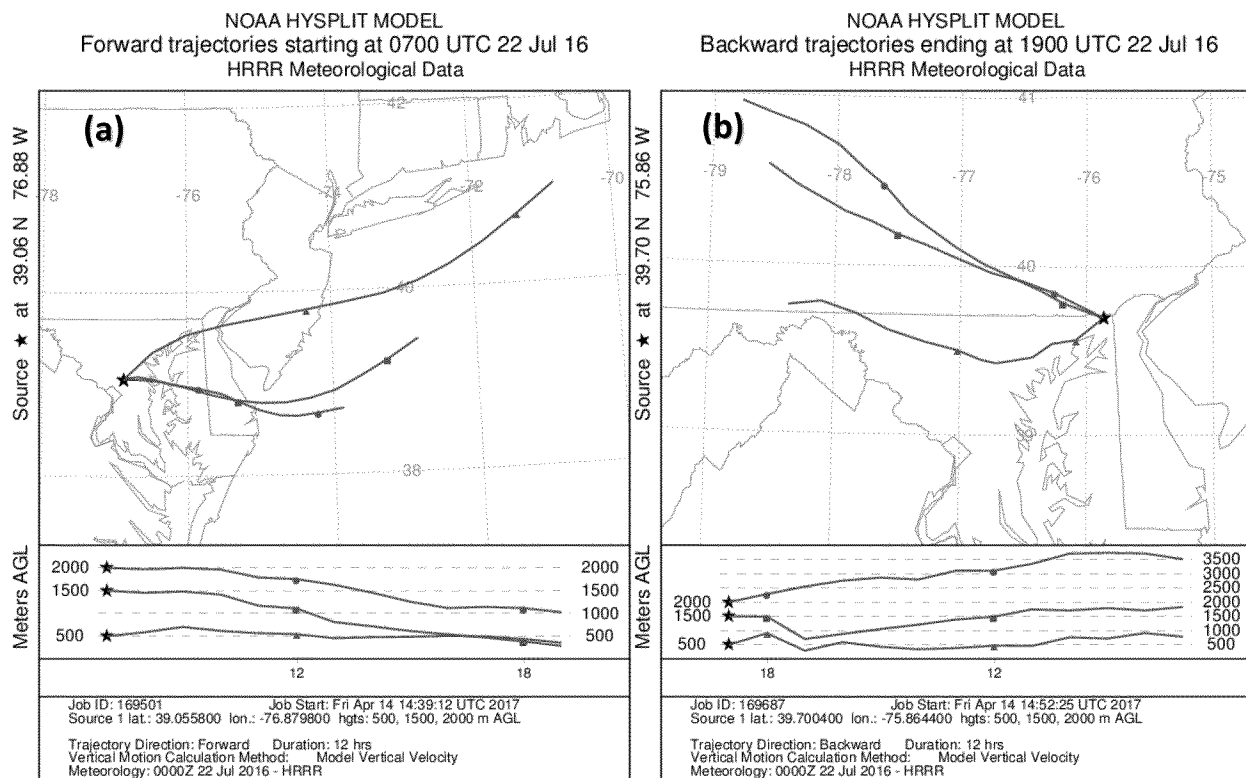 NOAA HYSPLIT MODEL
Forward trajectories starting at 0700 UTC 22 Jul 16
HRRR Meteorological Data
(a)
Source ★ at 39.06 N 76.88 W
42
-78
-76
-74
-72
-70
41
40
38
Meters AGL
2000
1500
500
2000
1500
1000
500
12
18
Job ID: 169501 Job Start: Fri Apr 14 14:39:12 UTC 2017
Source 1 lat.: 39.055800 lon.: -76.879800 hgts: 500, 1500, 2000 m AGL
Trajectory Direction: Forward Duration: 12 hrs
Vertical Motion Calculation Method: Model Vertical Velocity
Meteorology: 0000Z 22 Jul 2016 - HRRR
NOAA HYSPLIT MODEL
Backward trajectories ending at 1900 UTC 22 Jul 16
HRRR Meteorological Data
(b)
Source ★ at 39.70 N 75.86 W
41
-79
-78
-77
-76
-75
40
Meters AGL
2000
1500
500
3500
3000
2500
2000
1500
1000
500
18
12
Job ID: 169687 Job Start: Fri Apr 14 14:52:25 UTC 2017
Source 1 lat.: 39.700400 lon.: -75.864400 hgts: 500, 1500, 2000 m AGL
Trajectory Direction: Backward Duration: 12 hrs
Vertical Motion Calculation Method: Model Vertical Velocity
Meteorology: 0000Z 22 Jul 2016 - HRRR